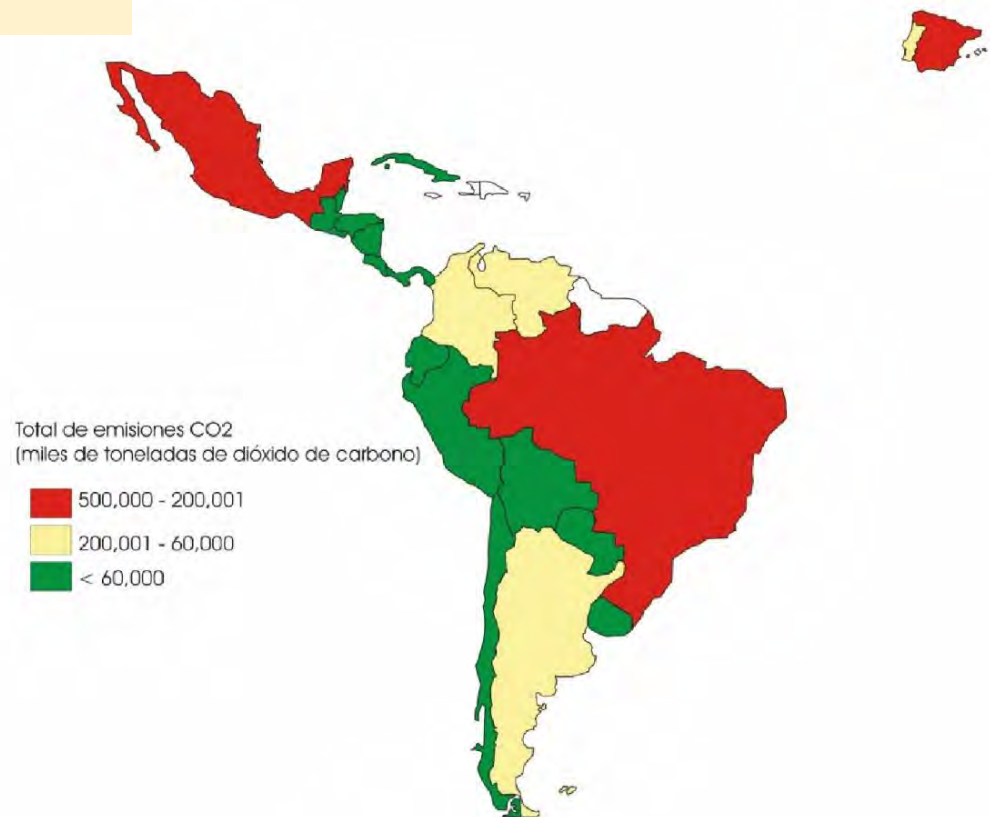 Total de emisiones CO2
(miles de toneladas de dióxido de carbono)
500,000 - 200,001
200,001 - 60,000
< 60,000